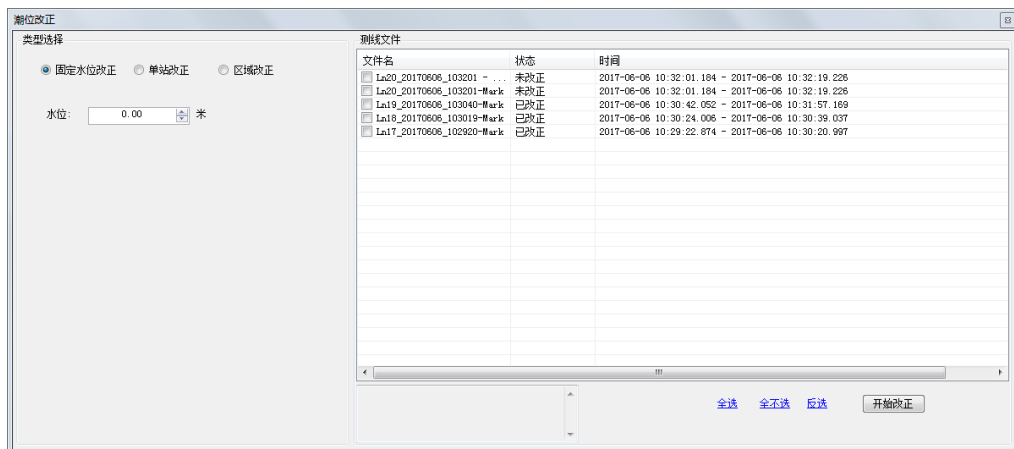 潮位改正
类型选择
固定水位改正 单站改正 区域改正
水位: 0.00 米
测线文件
文件名 状态 时间
Ln20_20170606_103201 - ... 未改正 2017-06-06 10:32:01.184 - 2017-06-06 10:32:19.226
Ln20_20170606_103201-Mark 未改正 2017-06-06 10:32:01.184 - 2017-06-06 10:32:19.226
Ln19_20170606_103040-Mark 已改正 2017-06-06 10:30:42.052 - 2017-06-06 10:31:57.169
Ln18_20170606_103019-Mark 已改正 2017-06-06 10:30:24.006 - 2017-06-06 10:30:39.037
Ln17_20170606_102920-Mark 已改正 2017-06-06 10:29:22.874 - 2017-06-06 10:30:20.997
全选 全不选 反选 开始改正